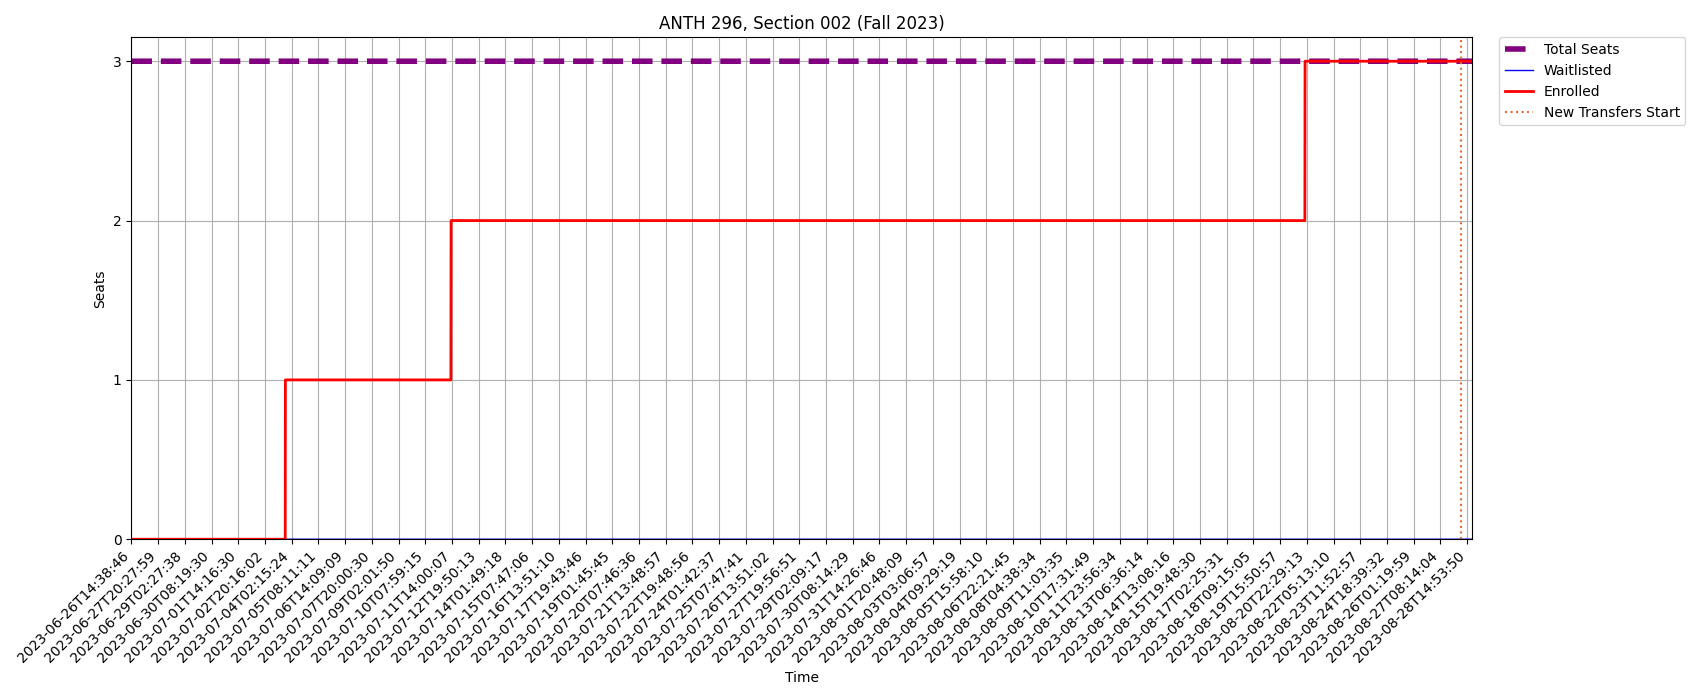 ANTH 296, Section 002 (Fall 2023)
Total Seats
Waitlisted
Enrolled
New Transfers Start
Seats
3
2
1
0
2023-06-26T14:38:46
2023-06-27T20:27:59
2023-06-29T02:27:38
2023-06-30T08:19:30
2023-07-01T14:16:30
2023-07-02T20:16:02
2023-07-04T02:15:24
2023-07-05T08:11:11
2023-07-06T14:09:09
2023-07-07T20:00:30
2023-07-09T02:01:50
2023-07-10T07:59:15
2023-07-11T14:00:07
2023-07-12T19:50:13
2023-07-14T01:49:18
2023-07-15T07:47:06
2023-07-16T13:51:10
2023-07-17T19:43:46
2023-07-19T01:45:45
2023-07-20T07:46:36
2023-07-21T13:48:57
2023-07-22T19:48:56
2023-07-24T01:42:37
2023-07-25T07:47:41
2023-07-26T13:51:02
2023-07-27T19:56:51
2023-07-29T02:09:17
2023-07-30T08:14:29
2023-07-31T14:26:46
2023-08-01T20:48:09
2023-08-03T03:06:57
2023-08-04T09:29:19
2023-08-05T15:58:10
2023-08-06T22:21:45
2023-08-08T04:38:34
2023-08-09T11:03:35
2023-08-10T17:31:49
2023-08-11T23:56:34
2023-08-13T06:36:14
2023-08-14T13:08:16
2023-08-15T19:48:30
2023-08-17T02:25:31
2023-08-18T09:15:05
2023-08-19T15:50:57
2023-08-20T22:29:13
2023-08-22T05:13:10
2023-08-23T11:52:57
2023-08-24T18:39:32
2023-08-26T01:19:59
2023-08-27T08:14:04
2023-08-28T14:53:50
Time